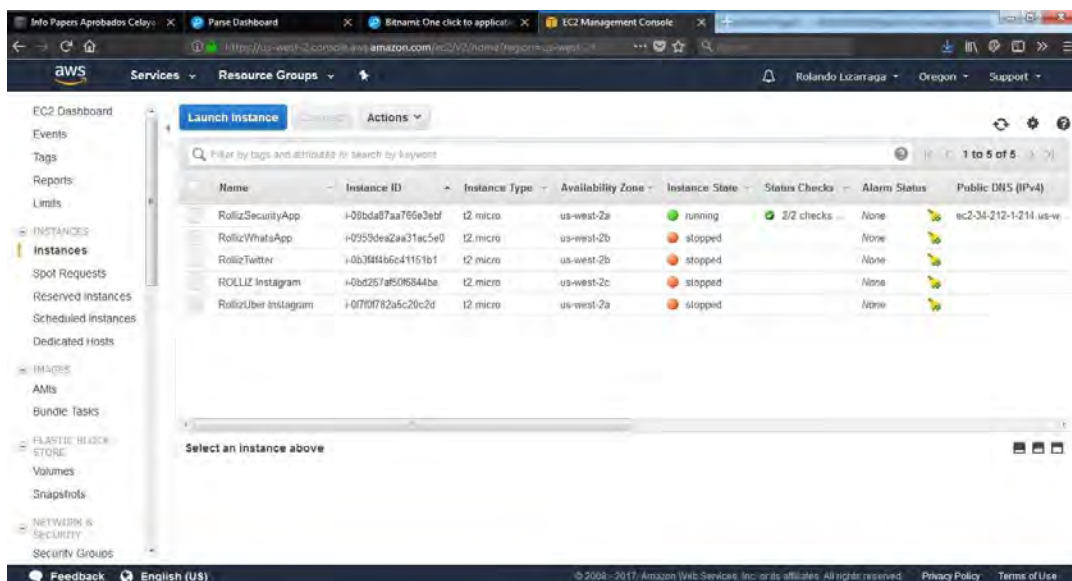 Info Papers Aprobados Celaya
Parse Dashboard
Bitnami: One click to applicati
EC2 Management Console
aws
Services
Resource Groups
Rolando Lizarraga
Oregon
Support
EC2 Dashboard
Events
Tags
Reports
Limits
INSTANCES
Instances
Spot Requests
Reserved Instances
Scheduled Instances
Dedicated Hosts
IMAGES
AMIs
Bundle Tasks
ELASTIC BLOCK
STORE
Volumes
Snapshots
NETWORK &
SECURITY
Security Groups
Launch Instance
Connect
Actions
Filter by tags and attributes or search by keyword
1 to 5 of 5
Name Instance ID Instance Type Availability Zone Instance State Status Checks Alarm Status Public DNS (IPv4)
RollizSecurityApp t2.micro us-west-2a running 2/2 checks ... None ec2-34-212-1-214.us-w...
RollizWhatsApp t2.micro us-west-2b stopped None
RollizTwitter t2.micro us-west-2b stopped None
ROLLIZ Instagram t2.micro us-west-2c stopped None
RollizUber Instagram t2.micro us-west-2a stopped None
Select an instance above
Feedback English (US)
© 2008 - 2017, Amazon Web Services, Inc. or its affiliates. All rights reserved. Privacy Policy Terms of Use